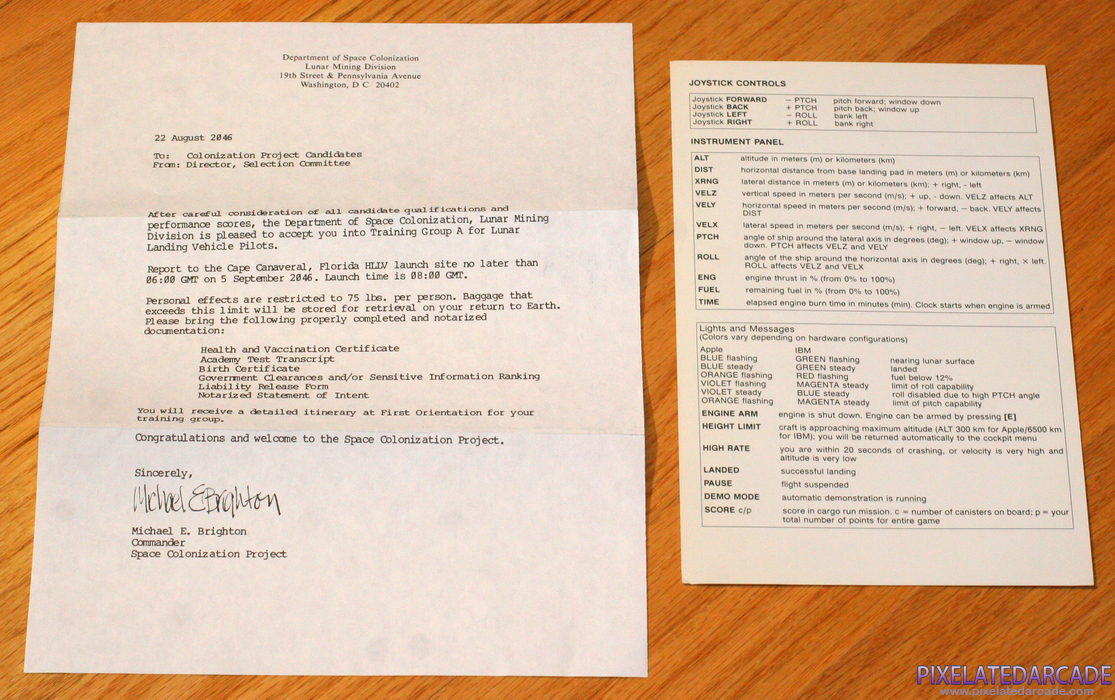 Department of Space Colonization
Lunar Mining Division
19th Street & Pennsylvania Avenue
Washington, D C 20402
22 August 2046
To: Colonization Project Candidates
From: Director, Selection Committee
After careful consideration of all candidate qualifications and
performance scores, the Department of Space Colonization, Lunar Mining
Division is pleased to accept you into Training Group A for Lunar
Landing Vehicle Pilots.
Report to the Cape Canaveral, Florida HLLV launch site no later than
06:00 GMT on 5 September 2046. Launch time is 08:00 GMT.
Personal effects are restricted to 75 lbs. per person. Baggage that
exceeds this limit will be stored for retrieval on your return to Earth.
Please bring the following properly completed and notarized
documentation:
Health and Vaccination Certificate
Academy Test Transcript
Birth Certificate
Government Clearances and/or Sensitive Information Ranking
Liability Release Form
Notarized Statement of Intent
You will receive a detailed itinerary at First Orientation for your
training group.
Congratulations and welcome to the Space Colonization Project.
Sincerely,
Michael E Brighton
Michael E. Brighton
Commander
Space Colonization Project
JOYSTICK CONTROLS
Joystick FORWARD – PTCH pitch forward; window down
Joystick BACK + PTCH pitch back; window up
Joystick LEFT – ROLL bank left
Joystick RIGHT + ROLL bank right
INSTRUMENT PANEL
ALT altitude in meters (m) or kilometers (km)
DIST horizontal distance from base landing pad in meters (m) or kilometers (km)
XRNG lateral distance in meters (m) or kilometers (km); + right, - left
VELZ vertical speed in meters per second (m/s); + up, - down. VELZ affects ALT
VELY horizontal speed in meters per second (m/s); + forward, – back. VELY affects
DIST
VELX lateral speed in meters per second (m/s); + right, – left. VELX affects XRNG
PTCH angle of ship around the lateral axis in degrees (deg); + window up, – window
down. PTCH affects VELZ and VELY
ROLL angle of the ship around the horizontal axis in degrees (deg); + right, × left.
ROLL affects VELZ and VELX
ENG engine thrust in % (from 0% to 100%)
FUEL remaining fuel in % (from 0% to 100%)
TIME elapsed engine burn time in minutes (min). Clock starts when engine is armed
Lights and Messages
(Colors vary depending on hardware configurations)
Apple IBM
BLUE flashing GREEN flashing nearing lunar surface
BLUE steady GREEN steady landed
ORANGE flashing RED flashing fuel below 12%
VIOLET flashing MAGENTA steady limit of roll capability
VIOLET steady BLUE steady roll disabled due to high PTCH angle
ORANGE flashing MAGENTA steady limit of pitch capability
ENGINE ARM engine is shut down. Engine can be armed by pressing [E]
HEIGHT LIMIT craft is approaching maximum altitude (ALT 300 km for Apple/6500 km
for IBM); you will be returned automatically to the cockpit menu
HIGH RATE you are within 20 seconds of crashing, or velocity is very high and
altitude is very low
LANDED successful landing
PAUSE flight suspended
DEMO MODE automatic demonstration is running
SCORE c/p score in cargo run mission. c = number of canisters on board; p = your
total number of points for entire game
PIXELATEDARCADE
www.pixelatedarcade.com